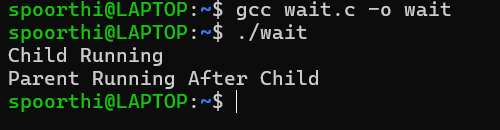 spoorthi@LAPTOP:~$ gcc wait.c -o wait
spoorthi@LAPTOP:~$ ./wait
Child Running
Parent Running After Child
spoorthi@LAPTOP:~$